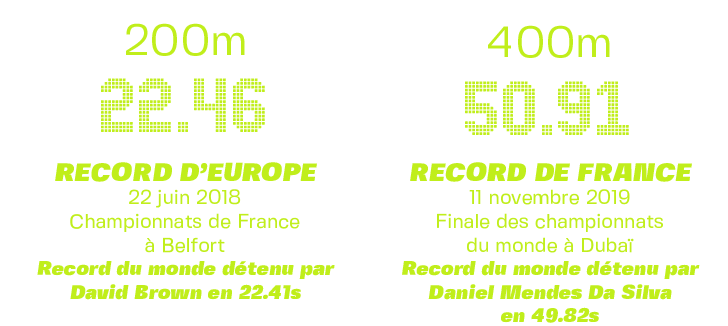 200m
22.46
RECORD D'EUROPE
22 juin 2018
Championnats de France
à Belfort
Record du monde détenu par
David Brown en 22.41s
400m
50.91
RECORD DE FRANCE
11 novembre 2019
Finale des championnats
du monde à Dubaï
Record du monde détenu par
Daniel Mendes Da Silva
en 49.82s